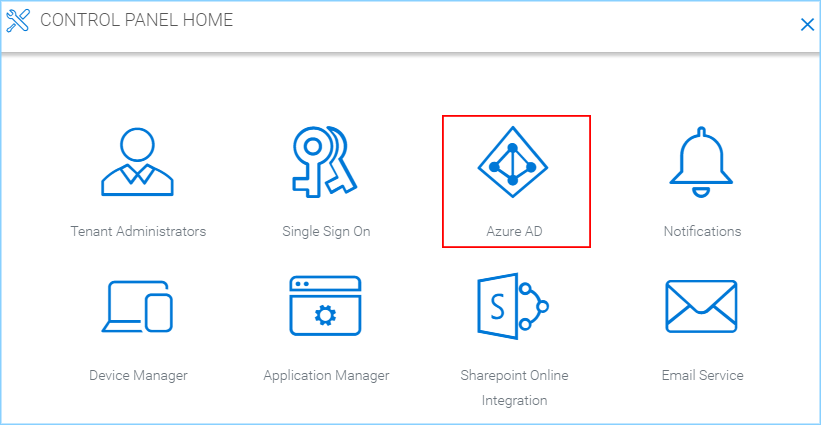 CONTROL PANEL HOME
Tenant Administrators
Single Sign On
Azure AD
Notifications
Device Manager
Application Manager
S
Sharepoint Online
Integration
Email Service